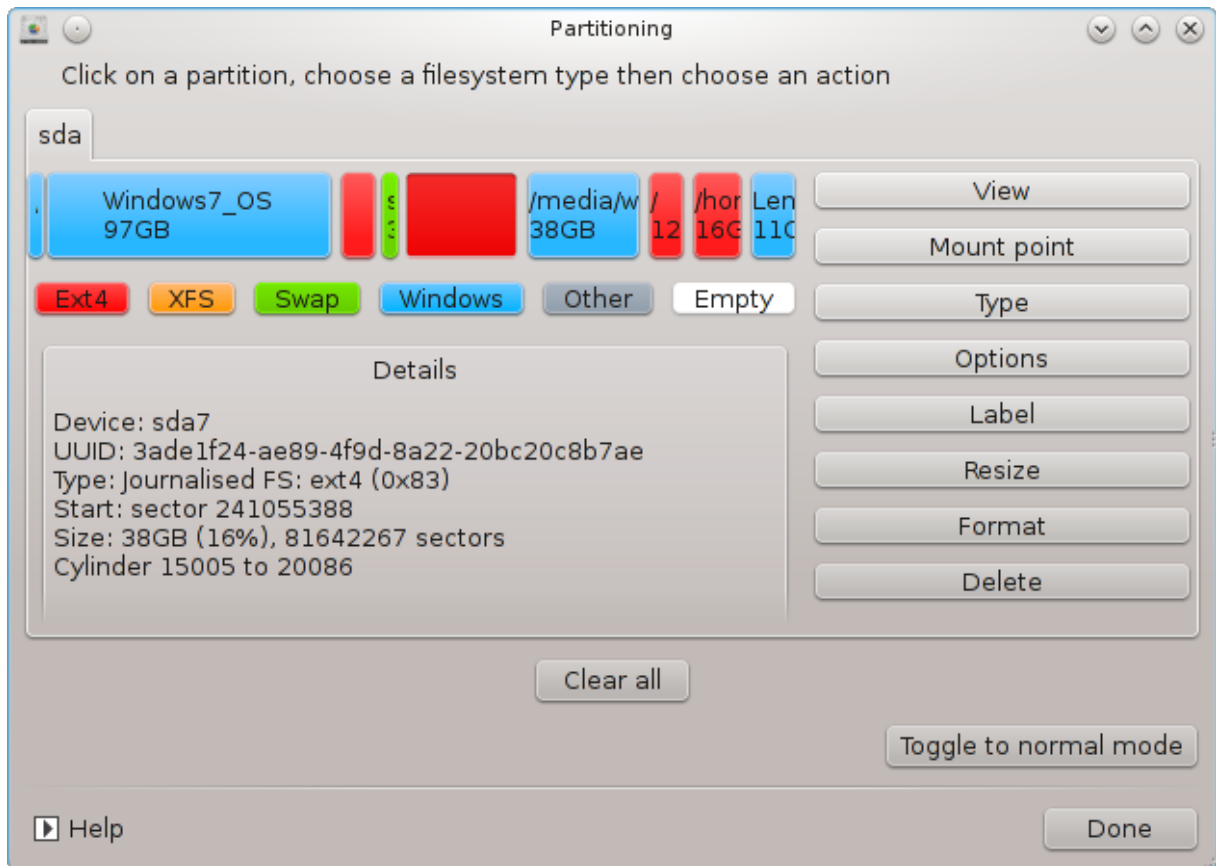 Partitioning
Click on a partition, choose a filesystem type then choose an action
sda
Windows7_OS
97GB
/media/w
38GB
/
12
/hor
16G
Len
11G
Ext4
XFS
Swap
Windows
Other
Empty
View
Mount point
Type
Options
Label
Resize
Format
Delete
Details
Device: sda7
UUID: 3ade1f24-ae89-4f9d-8a22-20bc20c8b7ae
Type: Journalised FS: ext4 (0x83)
Start: sector 241055388
Size: 38GB (16%), 81642267 sectors
Cylinder 15005 to 20086
Clear all
Toggle to normal mode
Help
Done